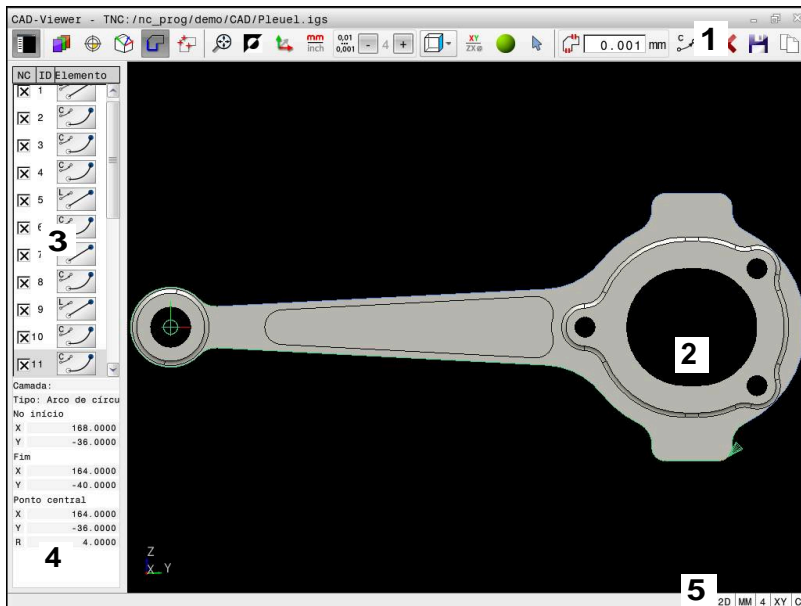 CAD-Viewer - TNC:/nc_prog/demo/CAD/Pleuel.igs
mm
inch
0,01
0,001
- 4 +
XY
ZXØ
0.001 mm
C
1
NC ID Elemento
1
2 C
3 C
4 C
5 L
6 C
7
8 C
9 L
10 C
11 C
3
2
Camada:
Tipo: Arco de círcu
No início
X 168.0000
Y -36.0000
Fim
X 164.0000
Y -40.0000
Ponto central
X 164.0000
Y -36.0000
R 4.0000
4
Z
X Y
5
2D MM 4 XY C